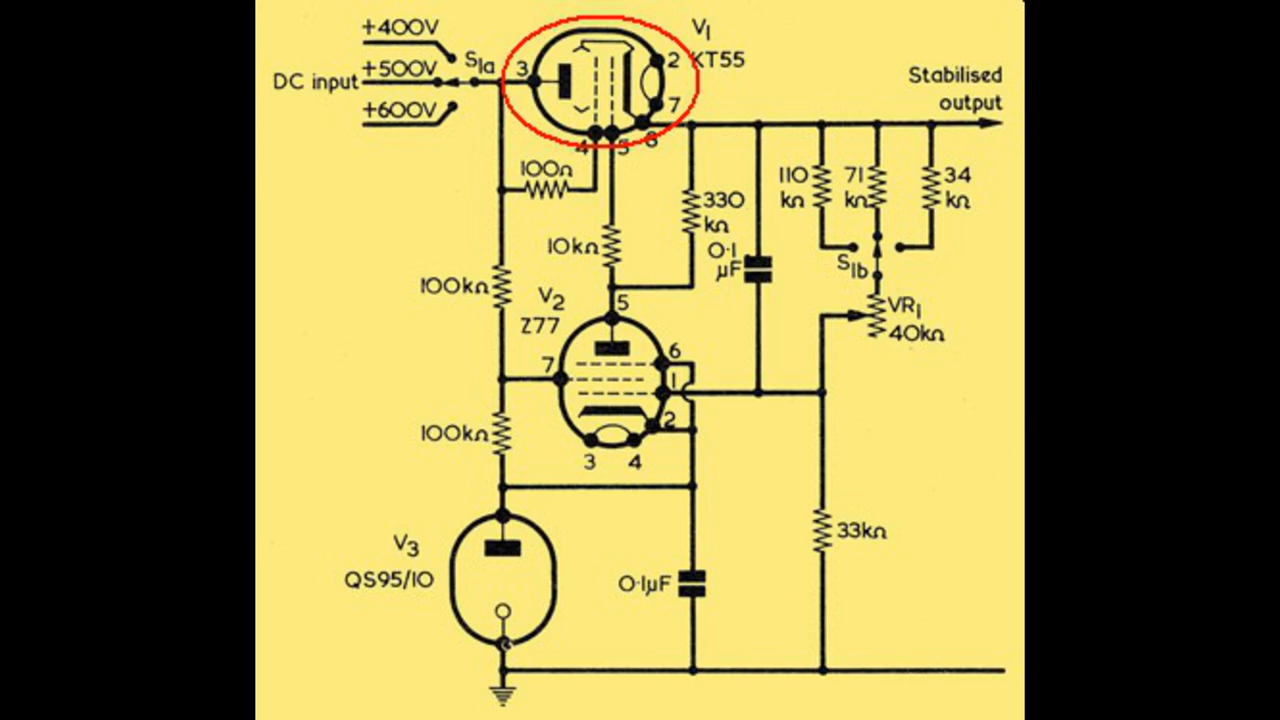 +400V
S1a
DC input +500V
+600V
V1
KT55
3
2
7
4
5
8
Stabilised
output
100Ω
10kΩ
330
kΩ
0·1
µF
110
kΩ
71
kΩ
34
kΩ
S1b
VR1
40kΩ
100kΩ
V2
Z77
5
7
6
1
2
3
4
100kΩ
V3
QS95/10
0·1µF
33kΩ